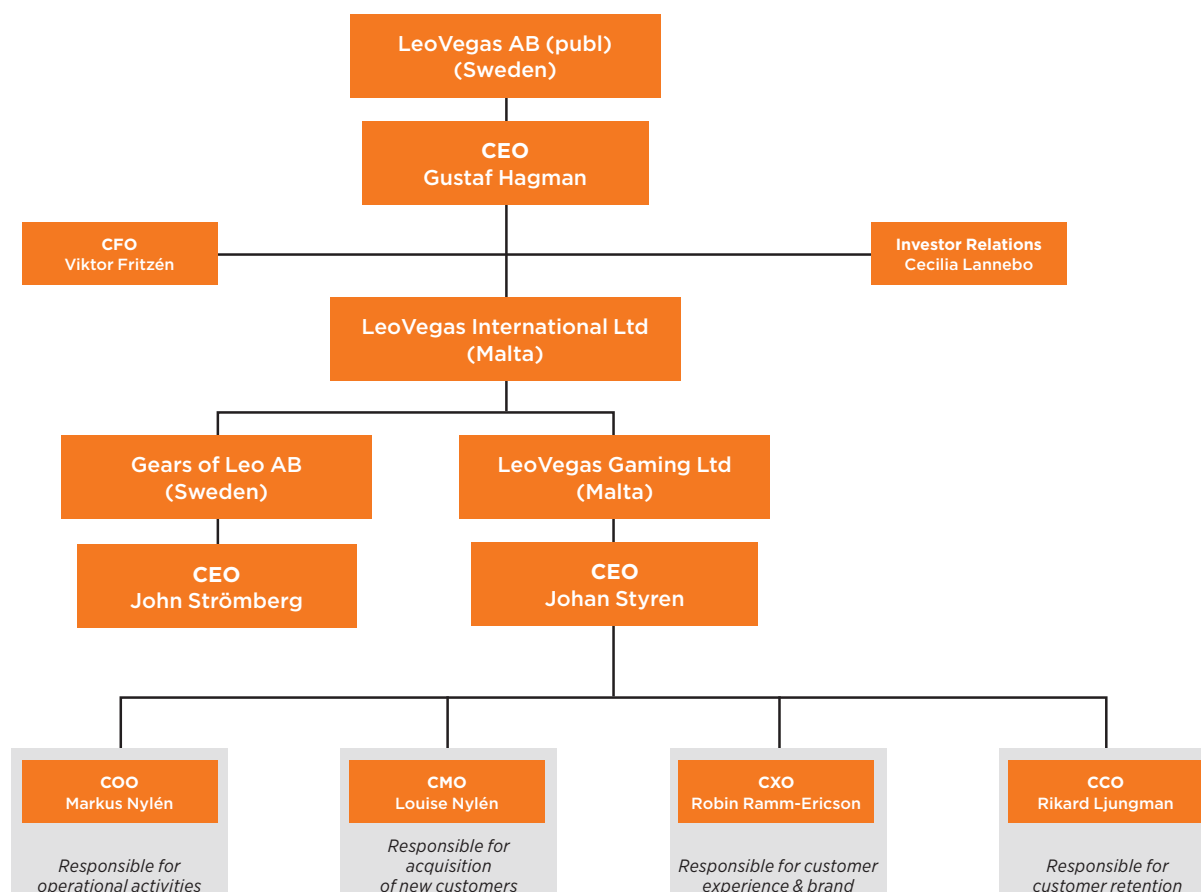 LeoVegas AB (publ)
(Sweden)
CEO
Gustaf Hagman
CFO
Viktor Fritzén
Investor Relations
Cecilia Lannebo
LeoVegas International Ltd
(Malta)
Gears of Leo AB
(Sweden)
LeoVegas Gaming Ltd
(Malta)
CEO
John Strömberg
CEO
Johan Styren
COO
Markus Nylén
CMO
Louise Nylén
CXO
Robin Ramm-Ericson
CCO
Rikard Ljungman
Responsible for
operational activities
Responsible for
acquisition
of new customers
Responsible for customer
experience & brand
Responsible for
customer retention